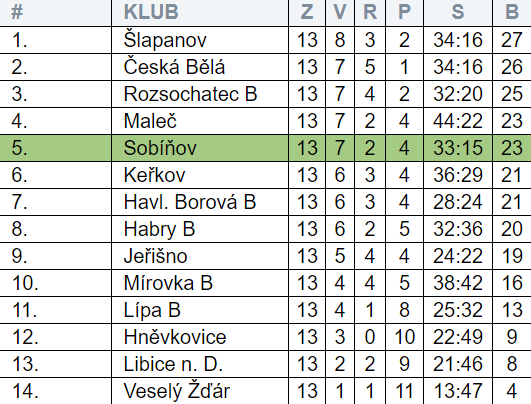 # KLUB Z V R P S B
1. Šlapanov 13 8 3 2 34:16 27
2. Česká Bělá 13 7 5 1 34:16 26
3. Rozsochatec B 13 7 4 2 32:20 25
4. Maleč 13 7 2 4 44:22 23
5. Sobíňov 13 7 2 4 33:15 23
6. Keřkov 13 6 3 4 36:29 21
7. Havl. Borová B 13 6 3 4 28:24 21
8. Habry B 13 6 2 5 32:36 20
9. Jeřišno 13 5 4 4 24:22 19
10. Mírovka B 13 4 4 5 38:42 16
11. Lípa B 13 4 1 8 25:32 13
12. Hněvkovice 13 3 0 10 22:49 9
13. Libice n. D. 13 2 2 9 21:46 8
14. Veselý Žďár 13 1 1 11 13:47 4